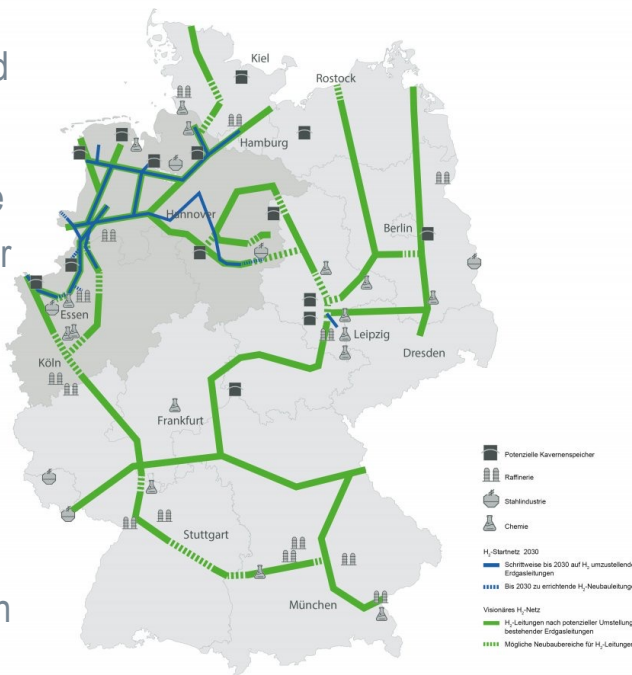 d
e
r
n
Kiel
Rostock
Hamburg
Hannover
Berlin
Essen
Leipzig
Köln
Dresden
Frankfurt
Stuttgart
München
Potenzielle Kavernenspeicher
Raffinerie
Stahlindustrie
Chemie
H₂-Startnetz 2030
Schrittweise bis 2030 auf H₂ umzustellende
Erdgasleitungen
Bis 2030 zu errichtende H₂-Neubauleitunge
Visionäres H₂-Netz
H₂-Leitungen nach potenzieller Umstellung
bestehender Erdgasleitungen
Mögliche Neubaubereiche für H₂-Leitungen